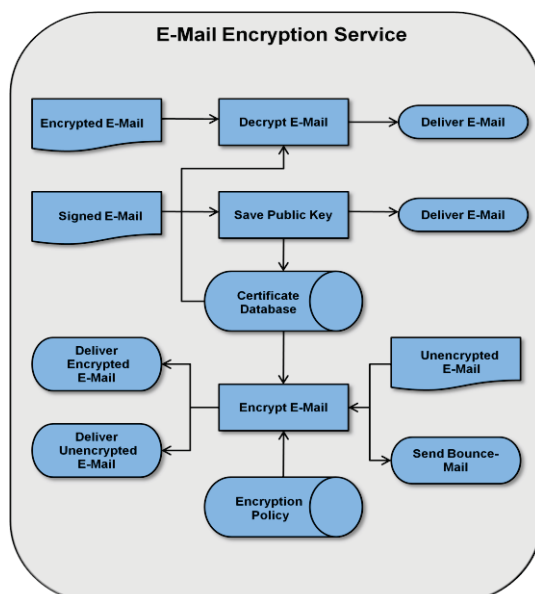 E-Mail Encryption Service
Encrypted E-Mail
Decrypt E-Mail
Deliver E-Mail
Signed E-Mail
Save Public Key
Deliver E-Mail
Certificate
Database
Deliver
Encrypted
E-Mail
Unencrypted
E-Mail
Encrypt E-Mail
Deliver
Unencrypted
E-Mail
Send Bounce-
Mail
Encryption
Policy